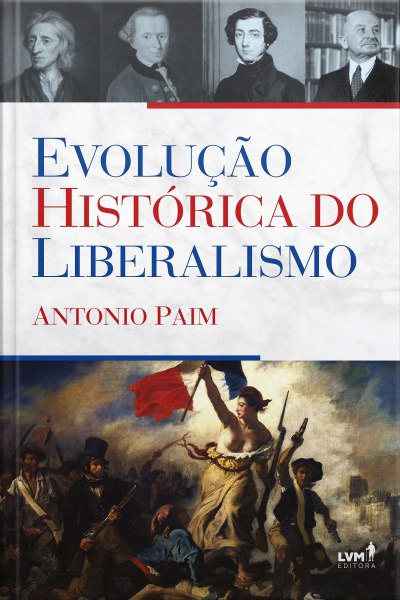 EVOLUÇÃO
HISTÓRICA DO
LIBERALISMO
ANTONIO PAIM
LVM
EDITORA